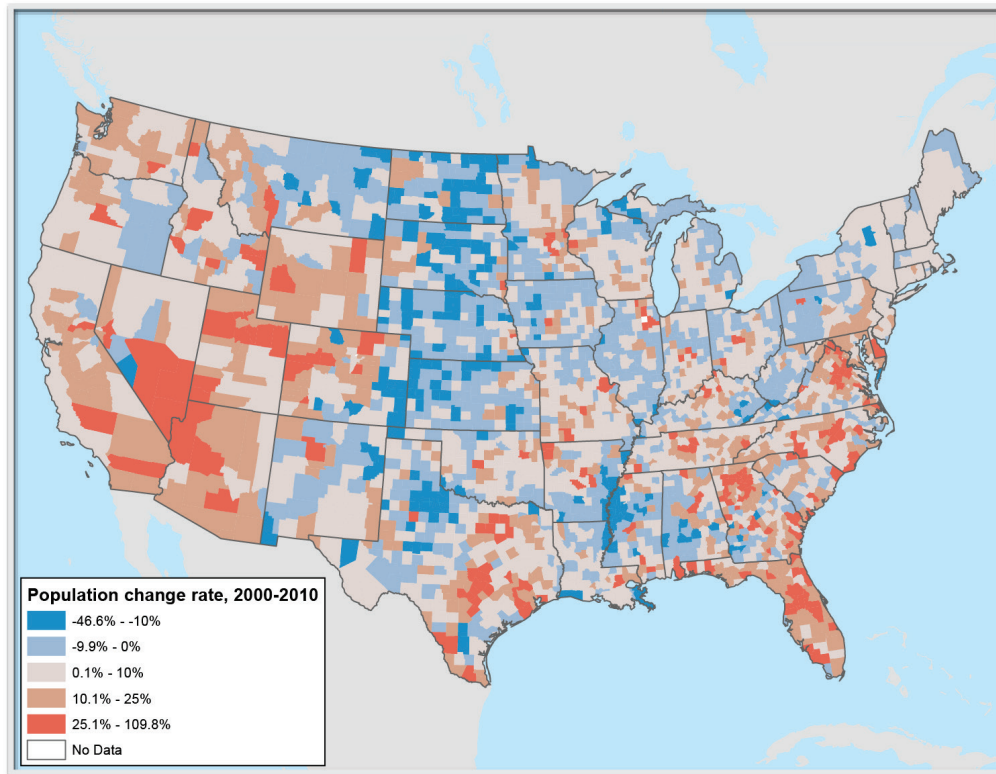 Population change rate, 2000-2010
-46.6% - -10%
-9.9% - 0%
0.1% - 10%
10.1% - 25%
25.1% - 109.8%
No Data